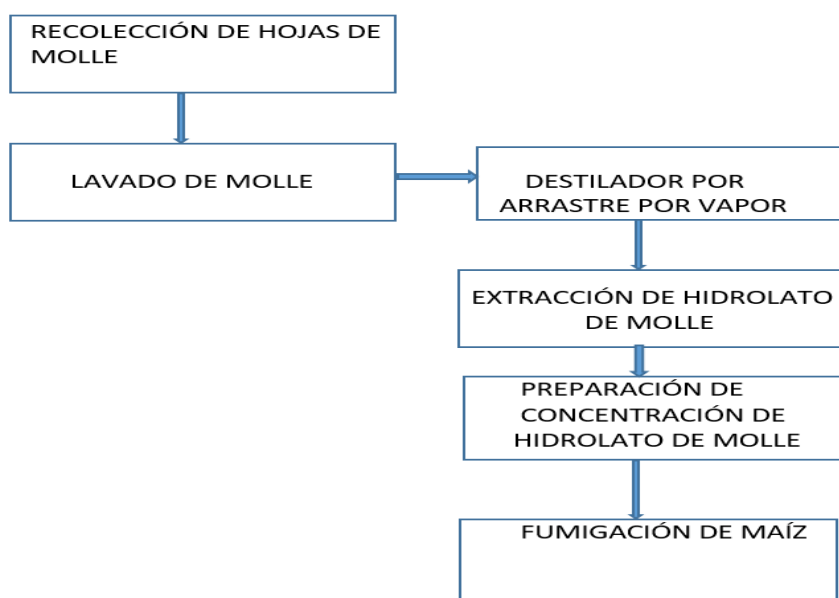 RECOLECCIÓN DE HOJAS DE
MOLLE
LAVADO DE MOLLE
DESTILADOR POR
ARRASTRE POR VAPOR
EXTRACCIÓN DE HIDROLATO
DE MOLLE
PREPARACIÓN DE
CONCENTRACIÓN DE
HIDROLATO DE MOLLE
FUMIGACIÓN DE MAÍZ